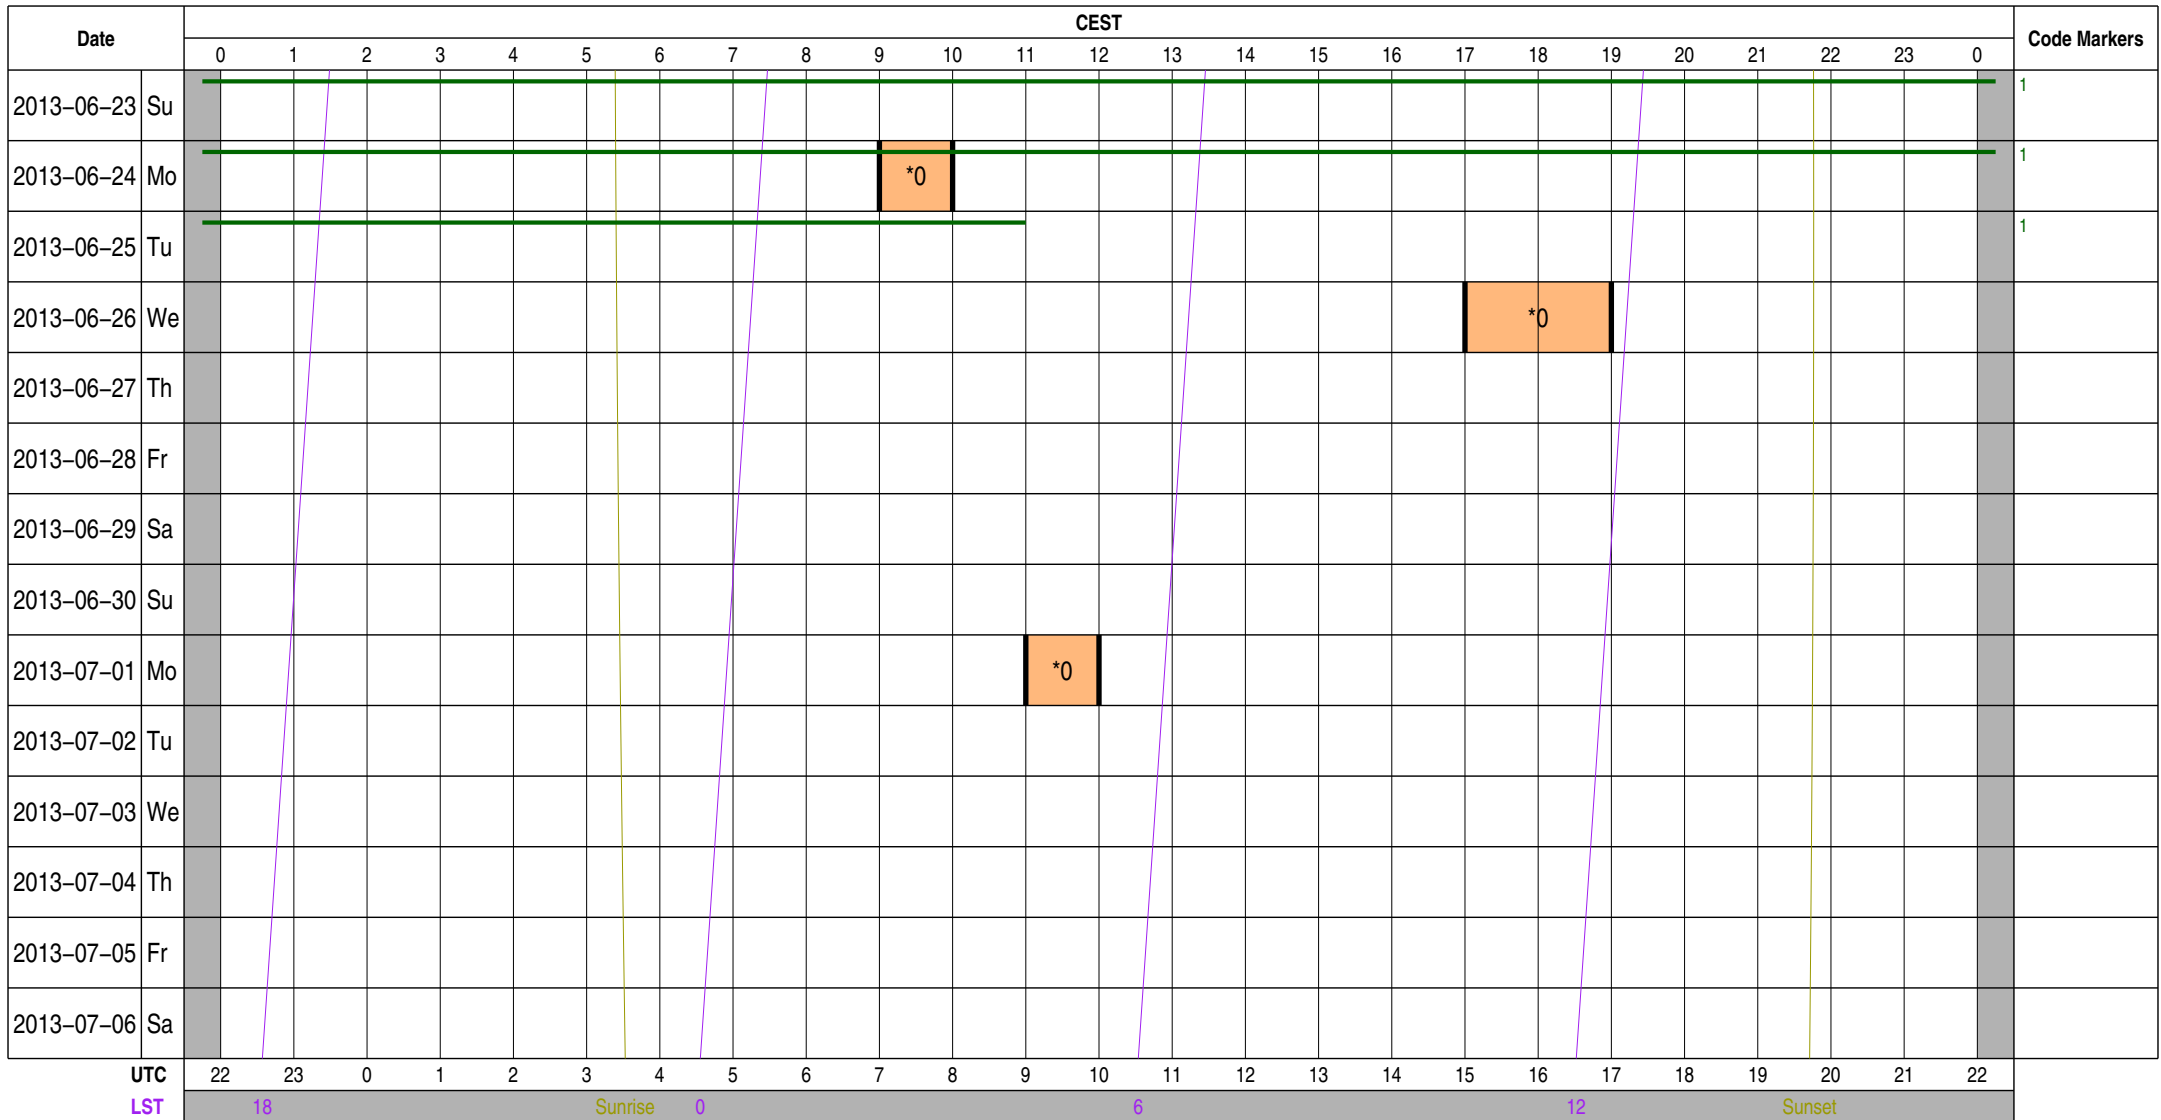 Date CEST Code Markers
0 1 2 3 4 5 6 7 8 9 10 11 12 13 14 15 16 17 18 19 20 21 22 23 0
2013−06−23 Su 1
2013−06−24 Mo *0 1
2013−06−25 Tu 1
2013−06−26 We *0
2013−06−27 Th
2013−06−28 Fr
2013−06−29 Sa
2013−06−30 Su
2013−07−01 Mo *0
2013−07−02 Tu
2013−07−03 We
2013−07−04 Th
2013−07−05 Fr
2013−07−06 Sa
UTC 22 23 0 1 2 3 4 5 6 7 8 9 10 11 12 13 14 15 16 17 18 19 20 21 22
LST 18 Sunrise 0 6 12 Sunset